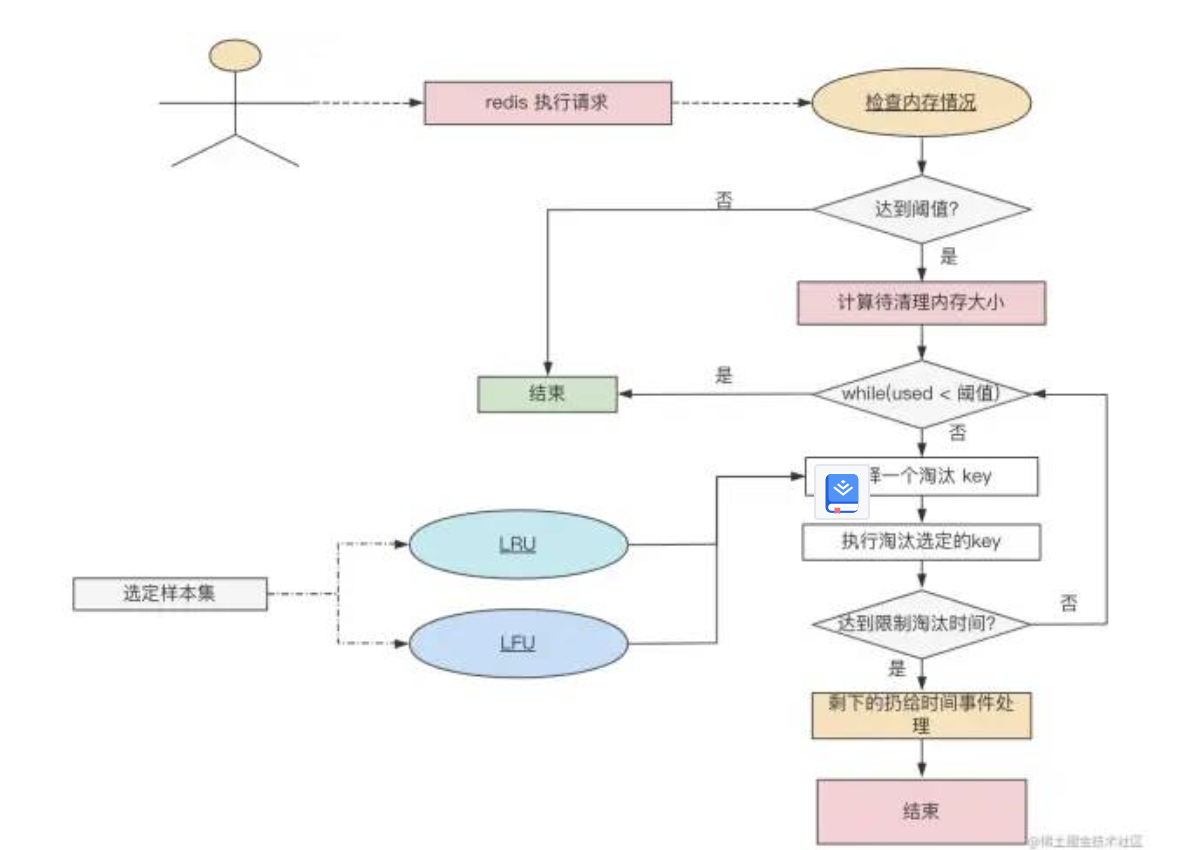 redis 执行请求
检查内存情况
否
达到阈值?
是
计算待清理内存大小
是
结束
while(used < 阈值)
否
择一个淘汰 key
LRU
执行淘汰选定的key
选定样本集
否
达到限制淘汰时间?
LFU
是
剩下的扔给时间事件处
理
结束
@稀土掘金技术社区